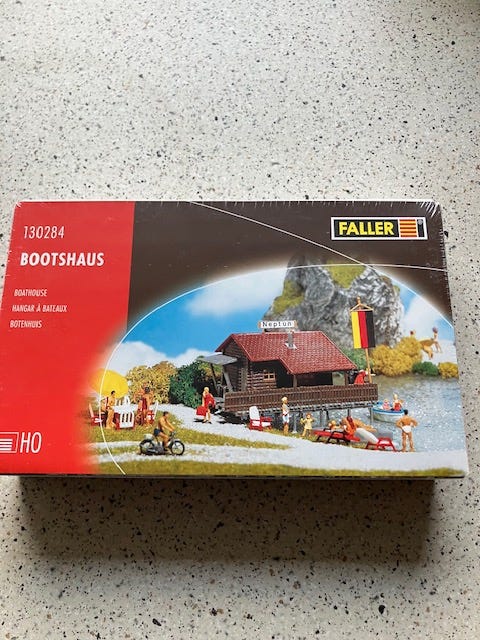 130284
BOOTSHAUS
BOATHOUSE
HANGAR À BATEAUX
BOTENHUIS
FALLER
Neptun
HO